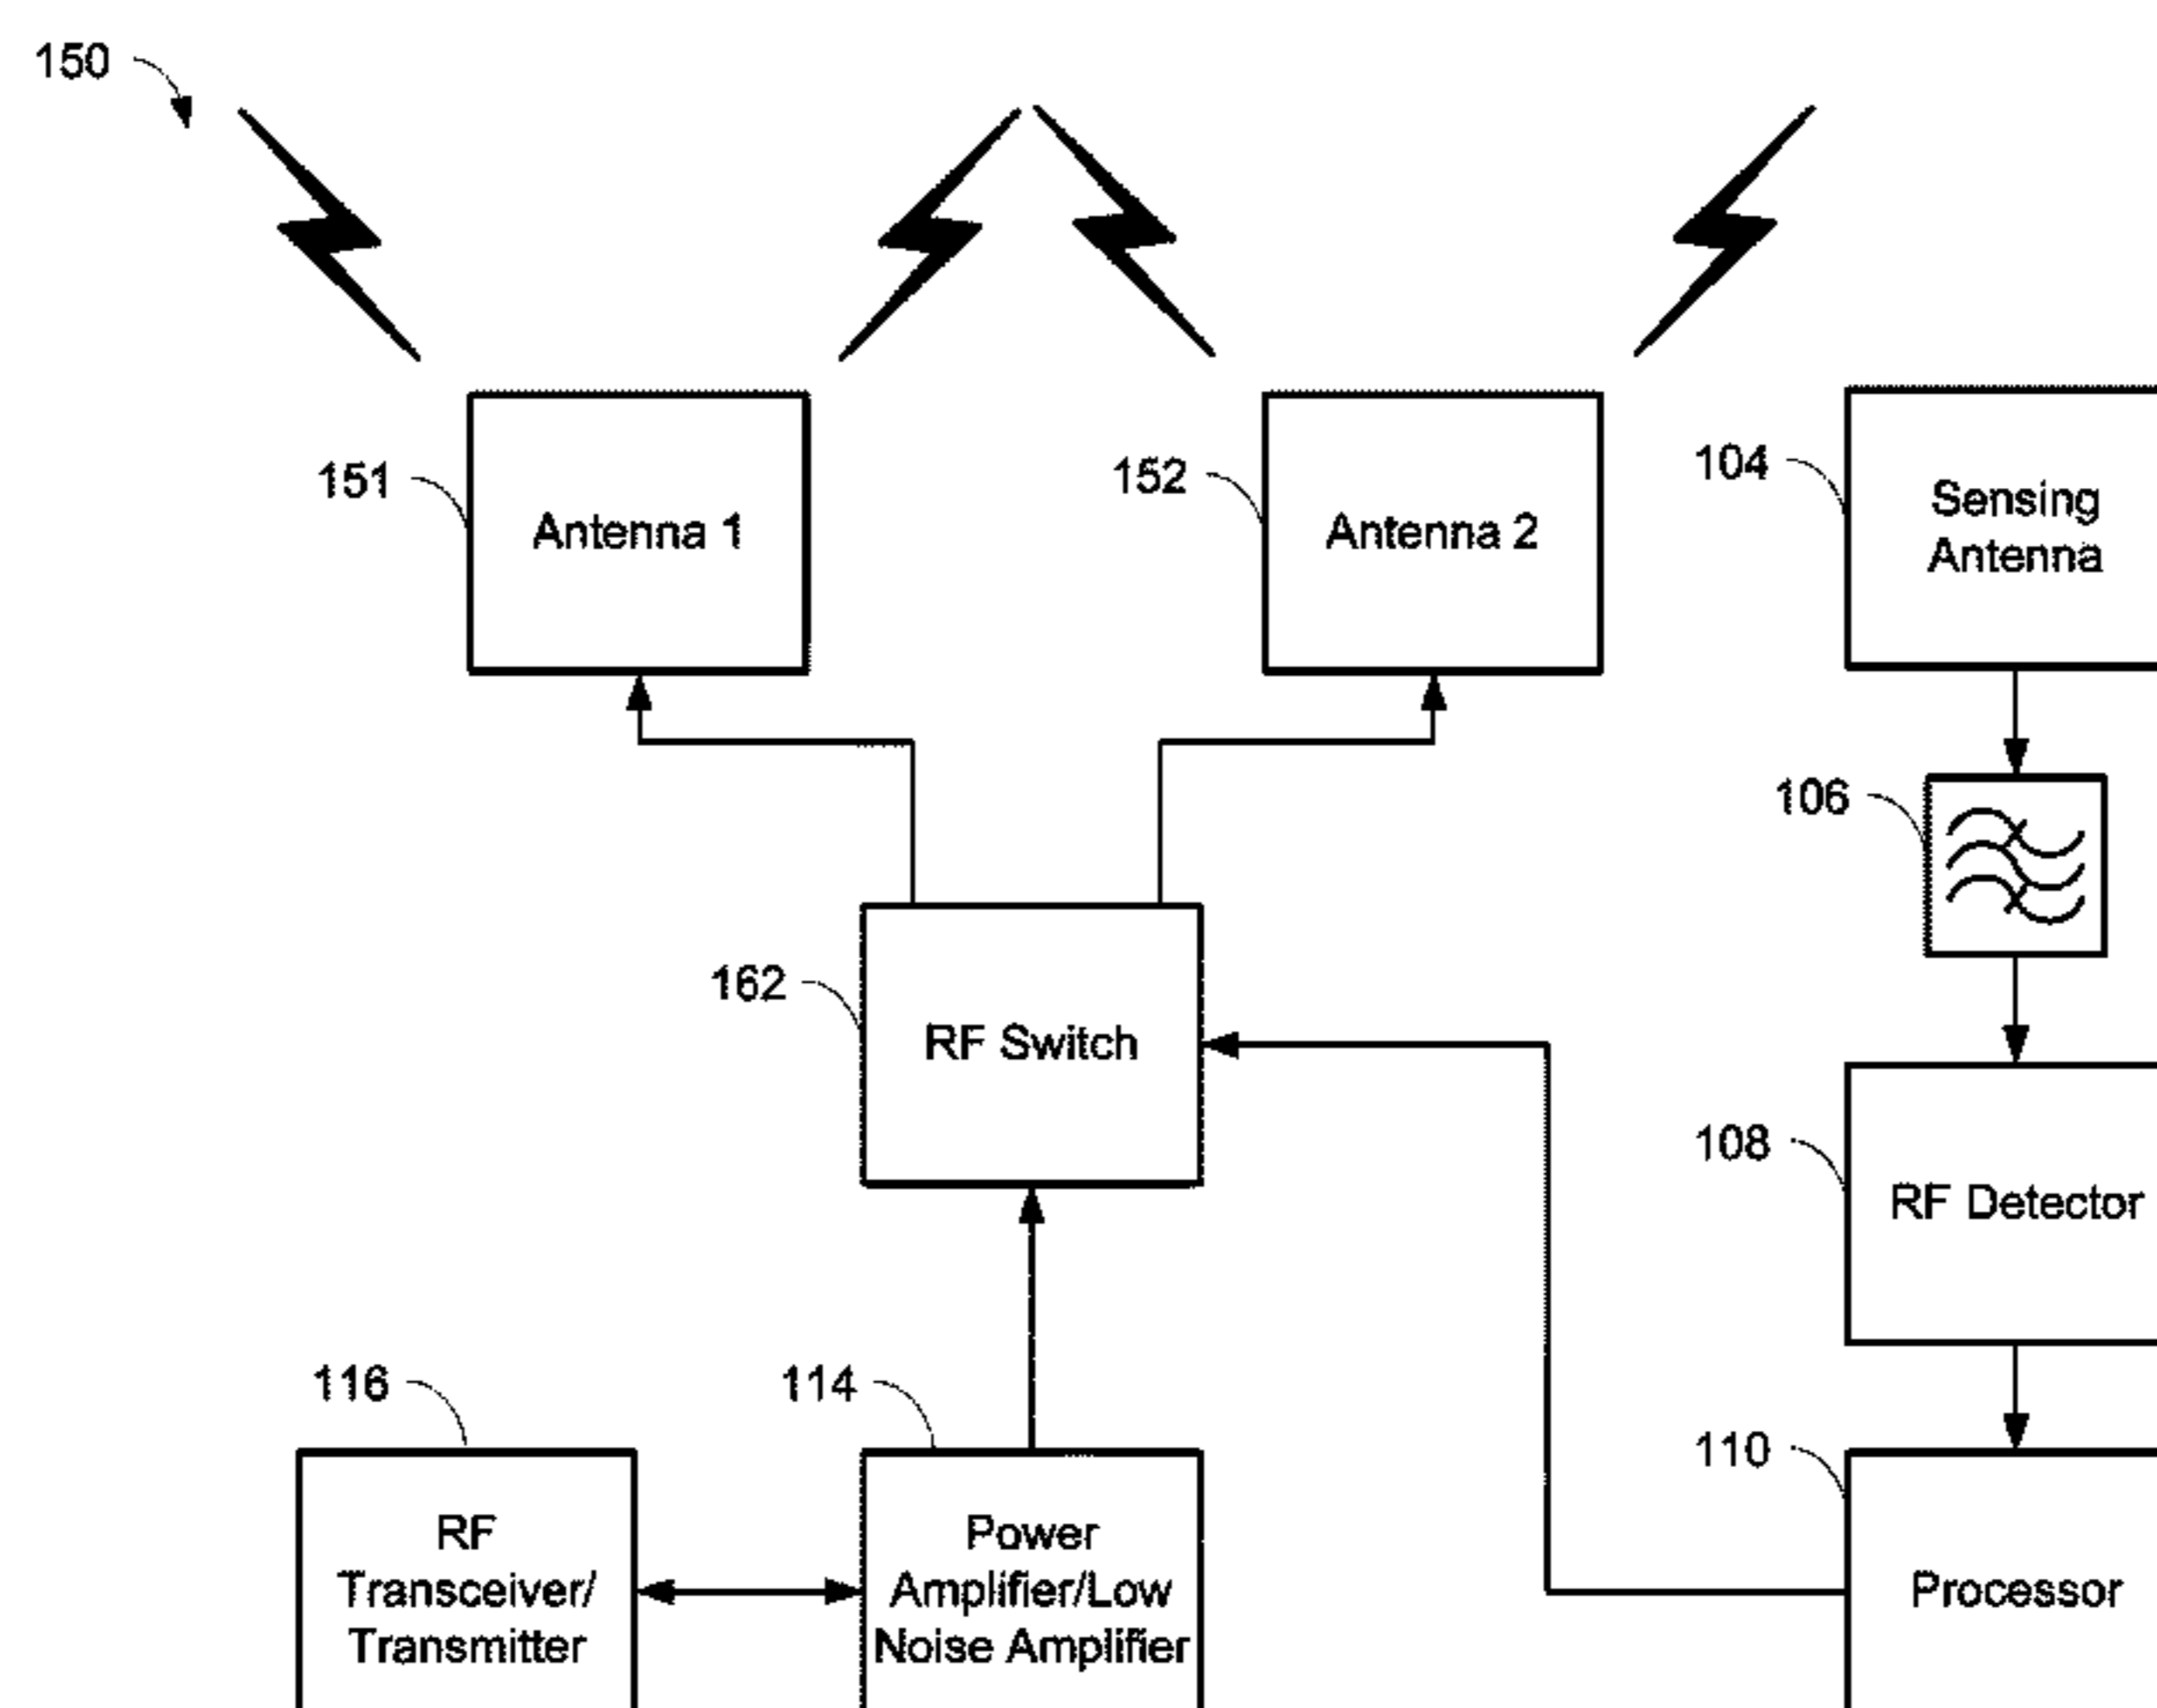 150
151
Antenna 1
152
Antenna 2
104
Sensing
Antenna
106
162
RF Switch
108
RF Detector
116
RF
Transceiver/
Transmitter
114
Power
Amplifier/Low
Noise Amplifier
110
Processor